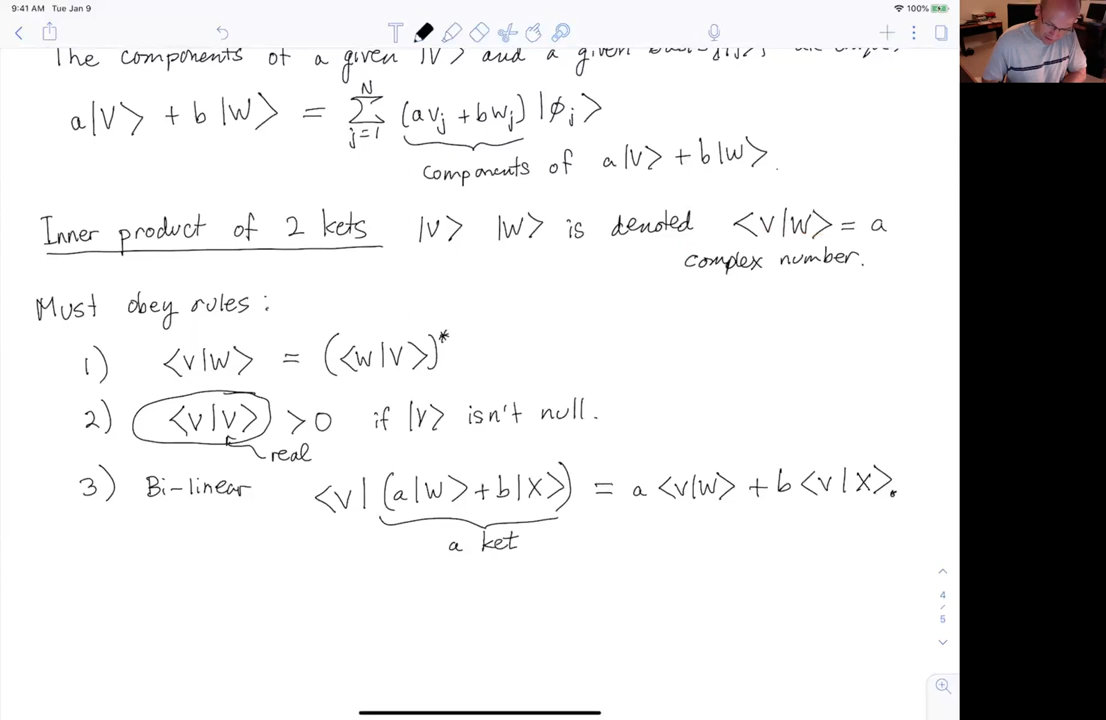 9:41 AM Tue Jan 9
100%
The components of a given |V> and a given
a|V> + b|W> = Σ_{j=1}^{N} (av_j + bw_j) |ϕ_j>
components of a|V> + b|W>.
Inner product of 2 kets |V> |W> is denoted <V|W> = a
complex number.
Must obey rules:
1) <V|W> = (<W|V>)*
2) <V|V> > 0 if |V> isn't null.
real
3) Bi-linear <V| (a|W> + b|X>) = a<V|W> + b<V|X>.
a ket
4
/
5